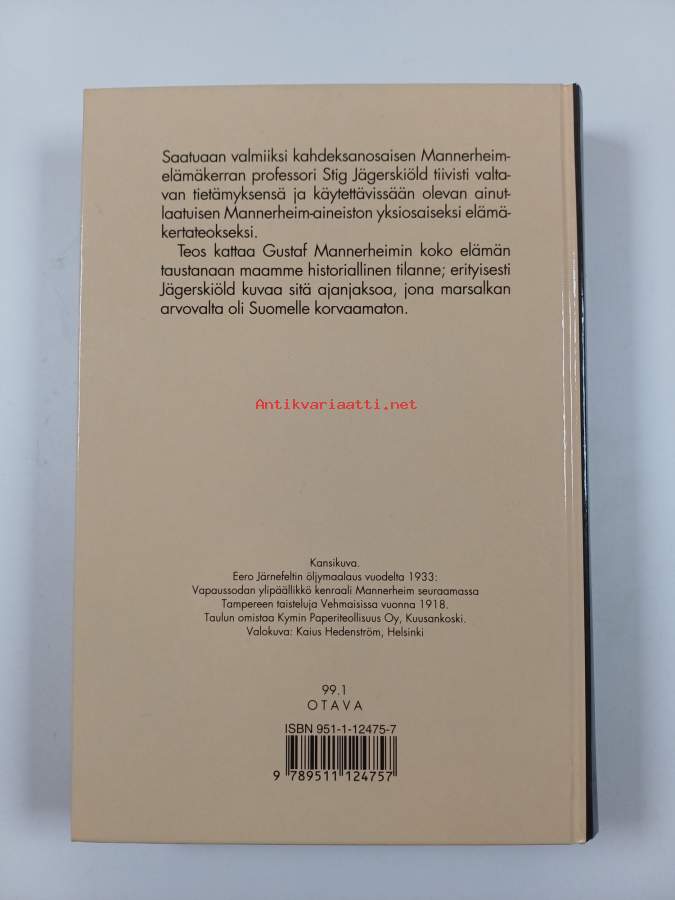 Saatuaan valmiiksi kahdeksanosaisen Mannerheim-
elämäkerran professori Stig Jägerskiöld tiivisti valta-
van tietämyksensä ja käytettävissään olevan ainut-
laatuisen Mannerheim-aineiston yksiosaiseksi elämä-
kertateokseksi.
Teos kattaa Gustaf Mannerheimin koko elämän
taustanaan maamme historiallinen tilanne; erityisesti
Jägerskiöld kuvaa sitä ajanjaksoa, jona marsalkan
arvovalta oli Suomelle korvaamaton.
Antikvariaatti.net
Kansikuva.
Eero Järnefeltin öljymaalaus vuodelta 1933:
Vapaussodan ylipäällikkö kenraali Mannerheim seuraamassa
Tampereen taisteluja Vehmaisissa vuonna 1918.
Taulun omistaa Kymin Paperiteollisuus Oy, Kuusankoski.
Valokuva: Kaius Hedenström, Helsinki
99.1
OTAVA
ISBN 951-1-12475-7
9 789511 124757